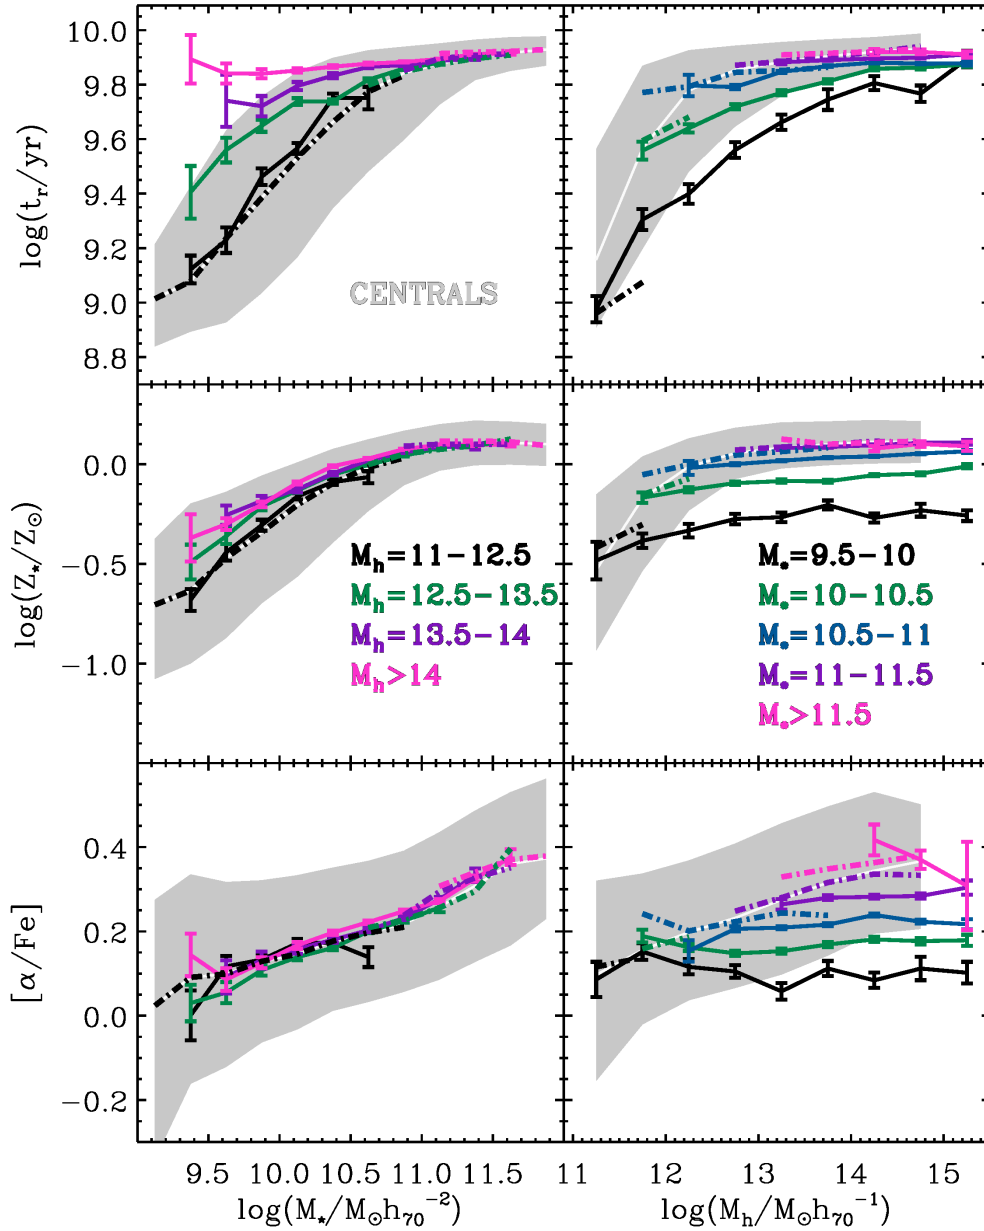 10.0
9.8
9.6
9.4
9.2
9.0
8.8
log(t_r/yr)
CENTRALS
0.0
−0.5
−1.0
log(Z_*/Z_⊙)
M_h=11−12.5
M_h=12.5−13.5
M_h=13.5−14
M_h>14
M_*=9.5−10
M_*=10−10.5
M_*=10.5−11
M_*=11−11.5
M_*>11.5
0.4
0.2
0.0
−0.2
[α/Fe]
9.5 10.0 10.5 11.0 11.5
11 12 13 14 15
log(M_*/M_⊙h_70^−2)
log(M_h/M_⊙h_70^−1)